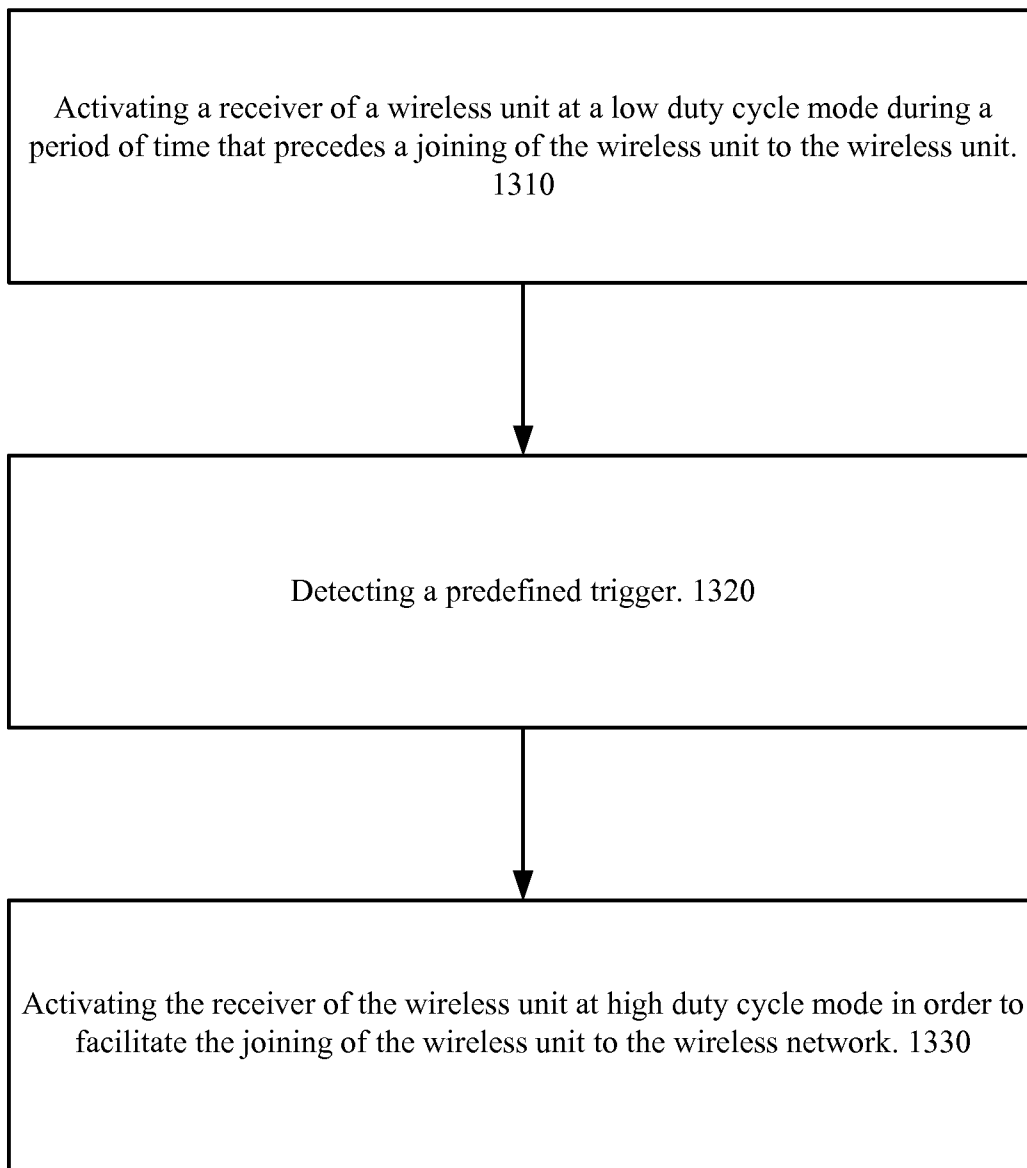 Activating a receiver of a wireless unit at a low duty cycle mode during a
period of time that precedes a joining of the wireless unit to the wireless unit.
1310
Detecting a predefined trigger. 1320
Activating the receiver of the wireless unit at high duty cycle mode in order to
facilitate the joining of the wireless unit to the wireless network. 1330